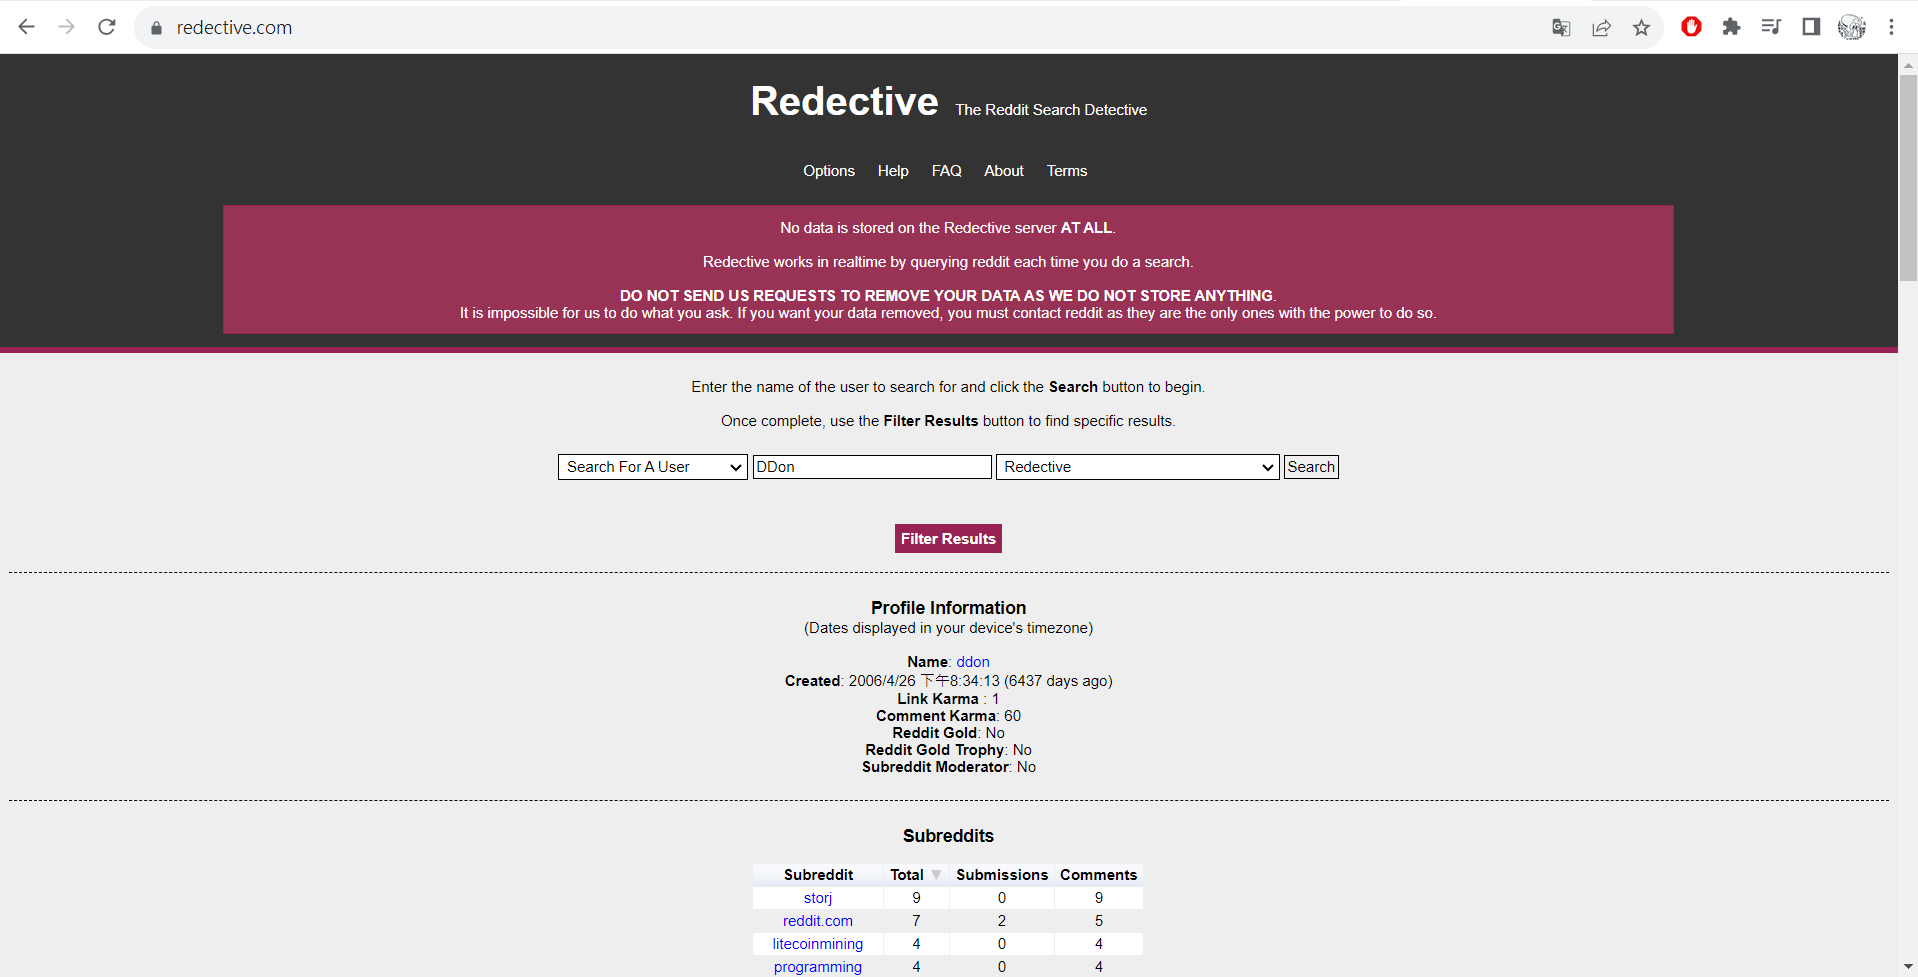 redective.com
Redective The Reddit Search Detective
Options Help FAQ About Terms
No data is stored on the Redective server AT ALL.
Redective works in realtime by querying reddit each time you do a search.
DO NOT SEND US REQUESTS TO REMOVE YOUR DATA AS WE DO NOT STORE ANYTHING.
It is impossible for us to do what you ask. If you want your data removed, you must contact reddit as they are the only ones with the power to do so.
Enter the name of the user to search for and click the Search button to begin.
Once complete, use the Filter Results button to find specific results.
Search For A User DDon Redective Search
Filter Results
Profile Information
(Dates displayed in your device's timezone)
Name: ddon
Created: 2006/4/26 下午8:34:13 (6437 days ago)
Link Karma : 1
Comment Karma: 60
Reddit Gold: No
Reddit Gold Trophy: No
Subreddit Moderator: No
Subreddits
Subreddit Total Submissions Comments
storj 9 0 9
reddit.com 7 2 5
litecoinmining 4 0 4
programming 4 0 4